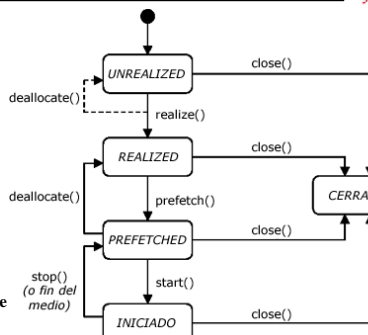 UNREALIZED
close()
deallocate()
realize()
REALIZED
close()
CERRA
deallocate()
prefetch()
PREFETCHED
close()
stop()
(o fin del
medio)
e
start()
INICIADO
close()